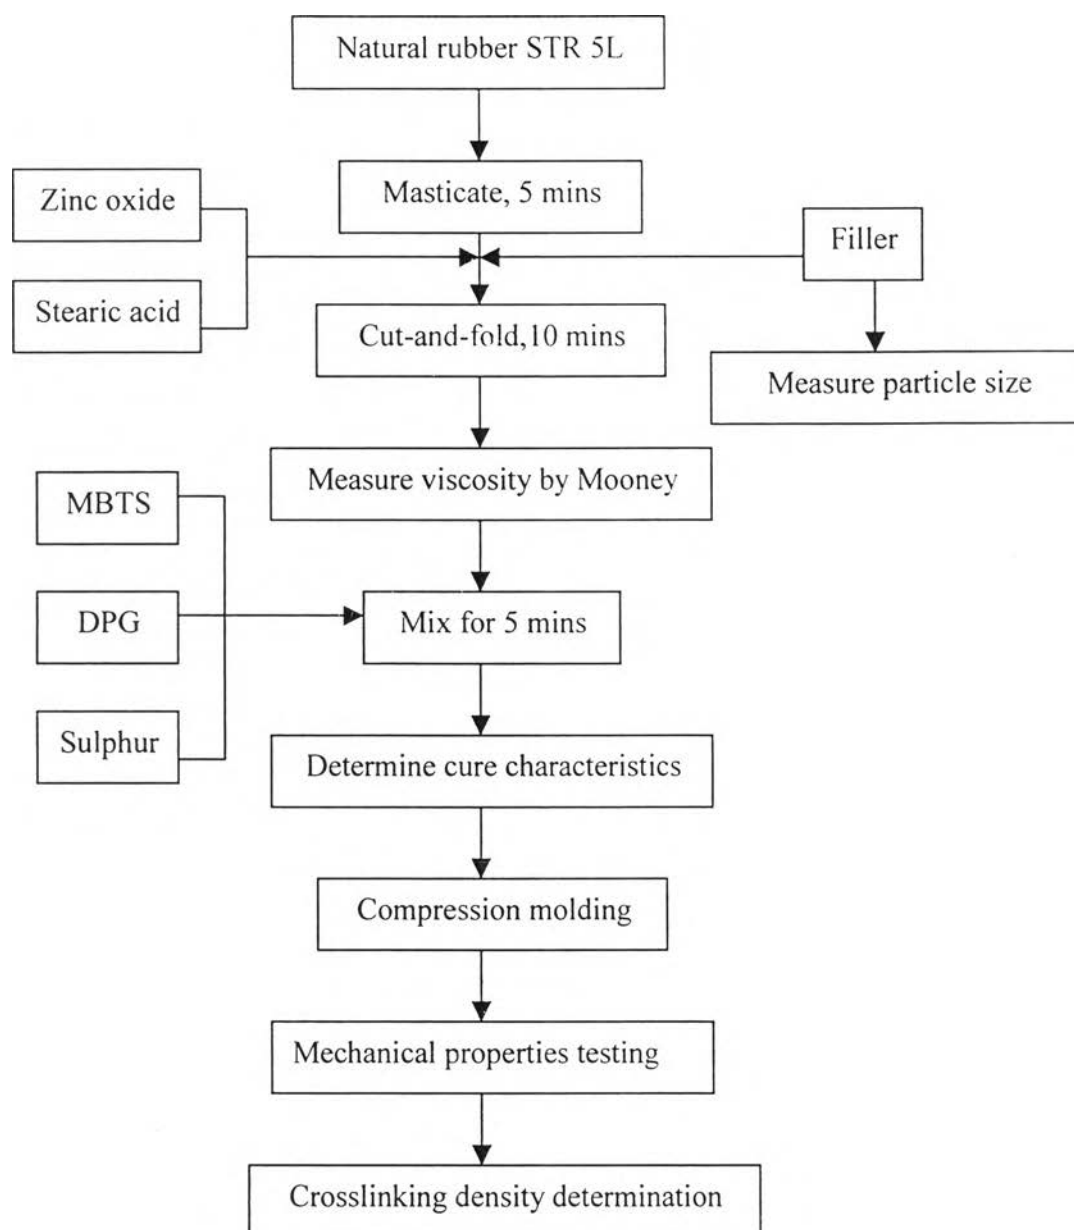 Natural rubber STR 5L
Masticate, 5 mins
Zinc oxide
Filler
Stearic acid
Cut-and-fold,10 mins
Measure particle size
Measure viscosity by Mooney
MBTS
DPG
Mix for 5 mins
Sulphur
Determine cure characteristics
Compression molding
Mechanical properties testing
Crosslinking density determination